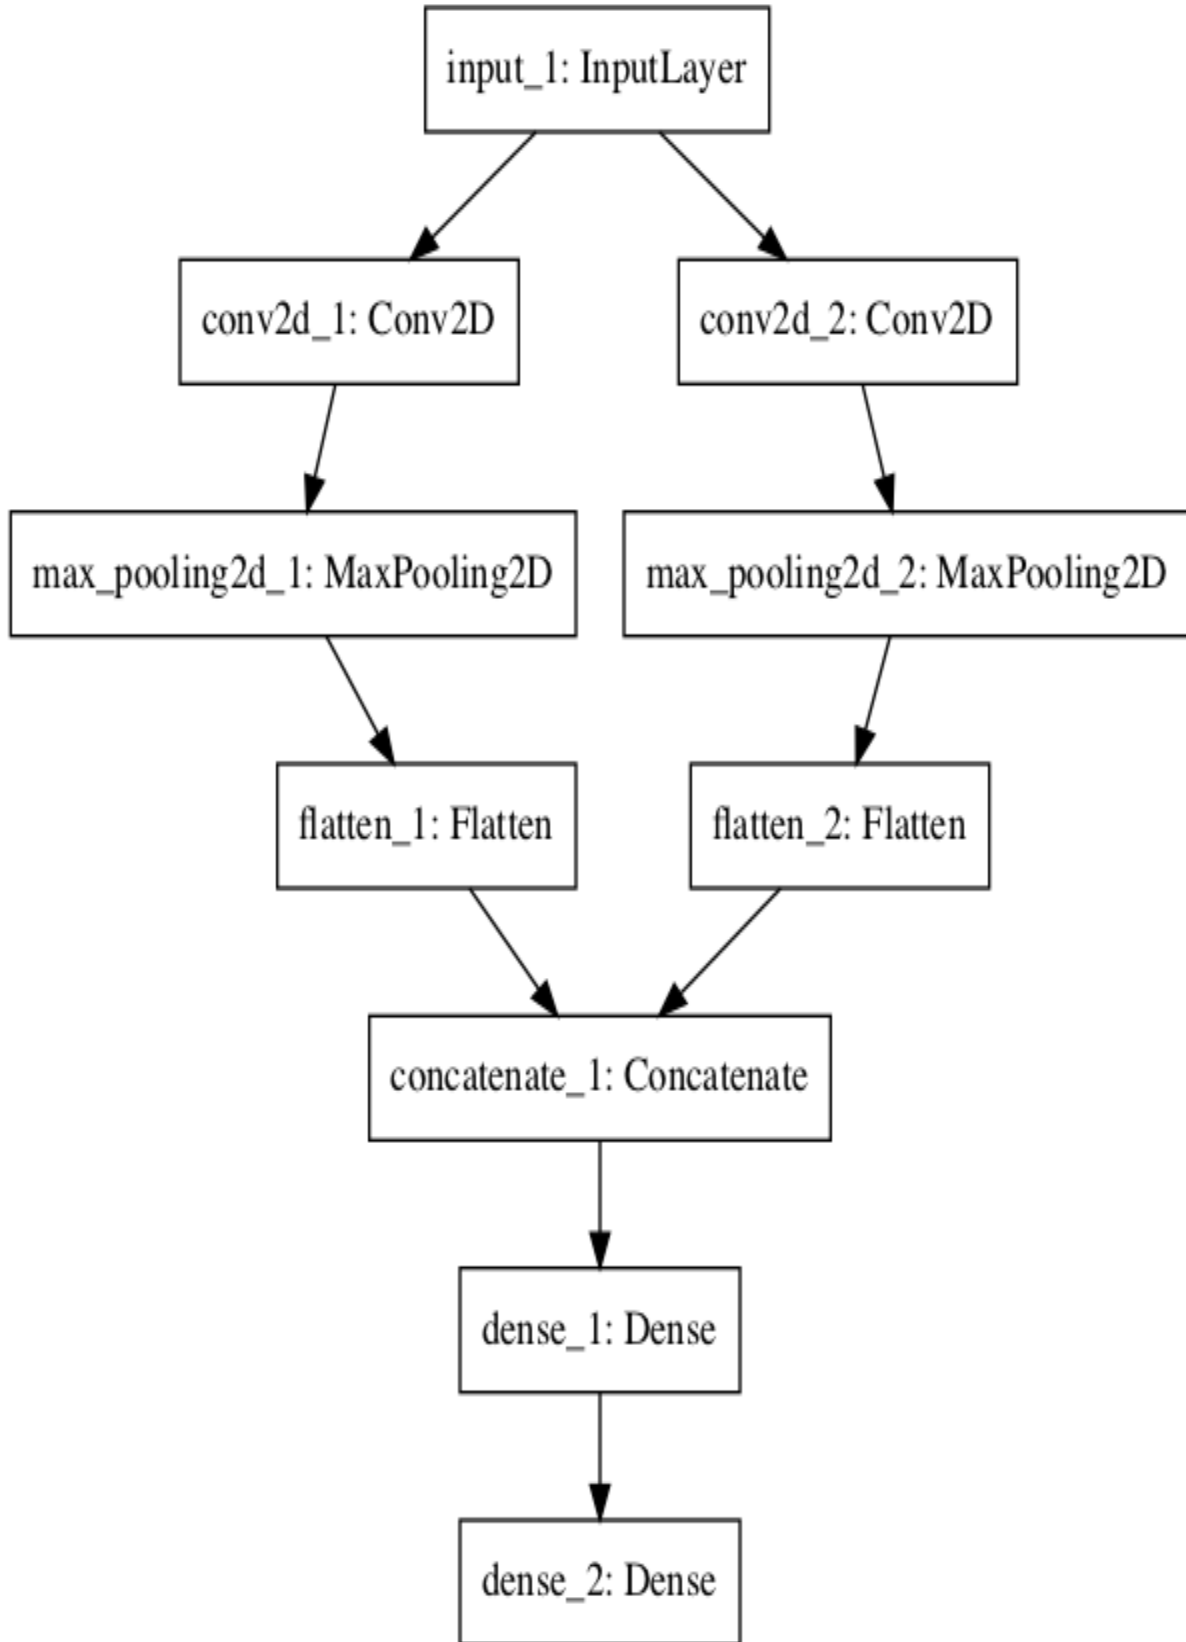 input_1: InputLayer
conv2d_1: Conv2D
conv2d_2: Conv2D
max_pooling2d_1: MaxPooling2D
max_pooling2d_2: MaxPooling2D
flatten_1: Flatten
flatten_2: Flatten
concatenate_1: Concatenate
dense_1: Dense
dense_2: Dense